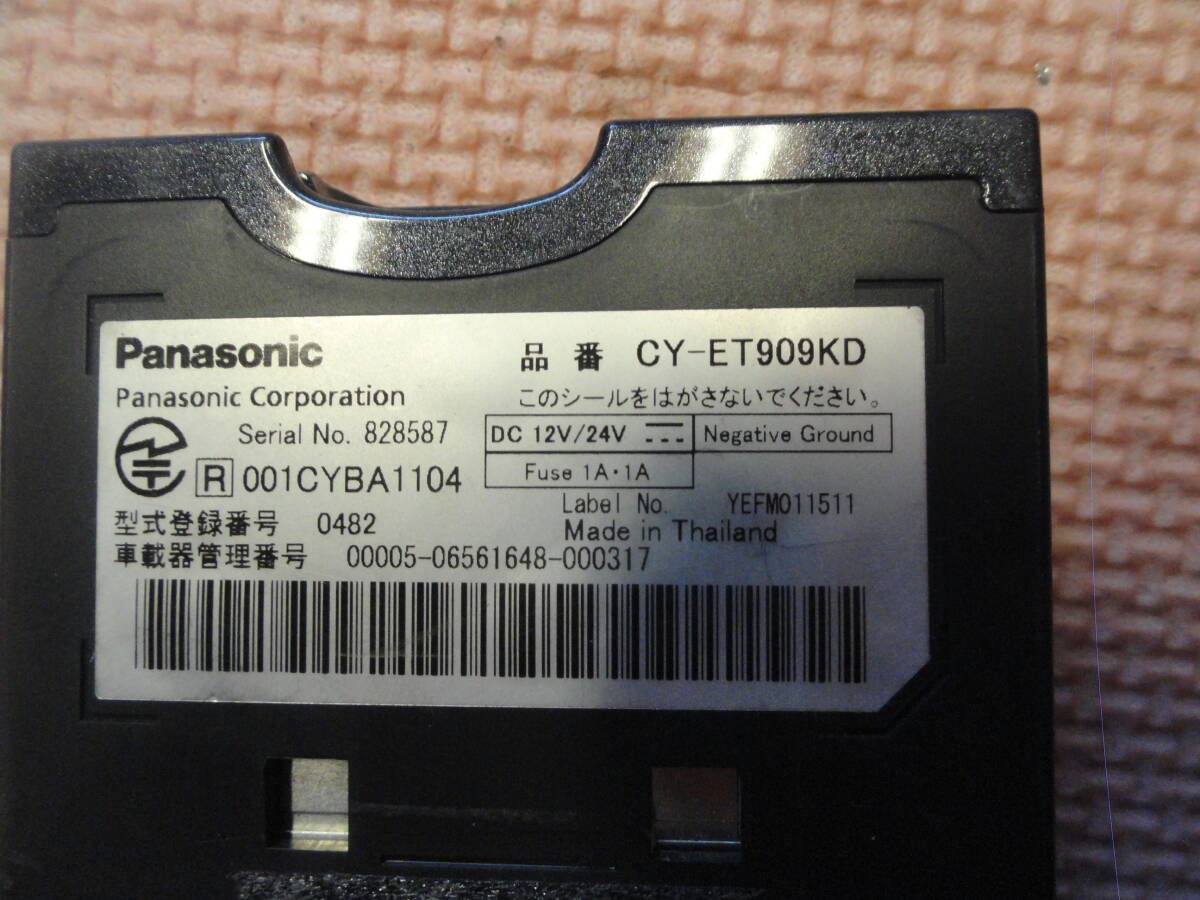 Panasonic 品番 CY-ET909KD
Panasonic Corporation このシールをはがさないでください。
Serial No. 828587 DC 12V/24V Negative Ground
R 001CYBA1104 Fuse 1A・1A
Label No. YEFM011511
型式登録番号 0482 Made in Thailand
車載器管理番号 00005-06561648-000317